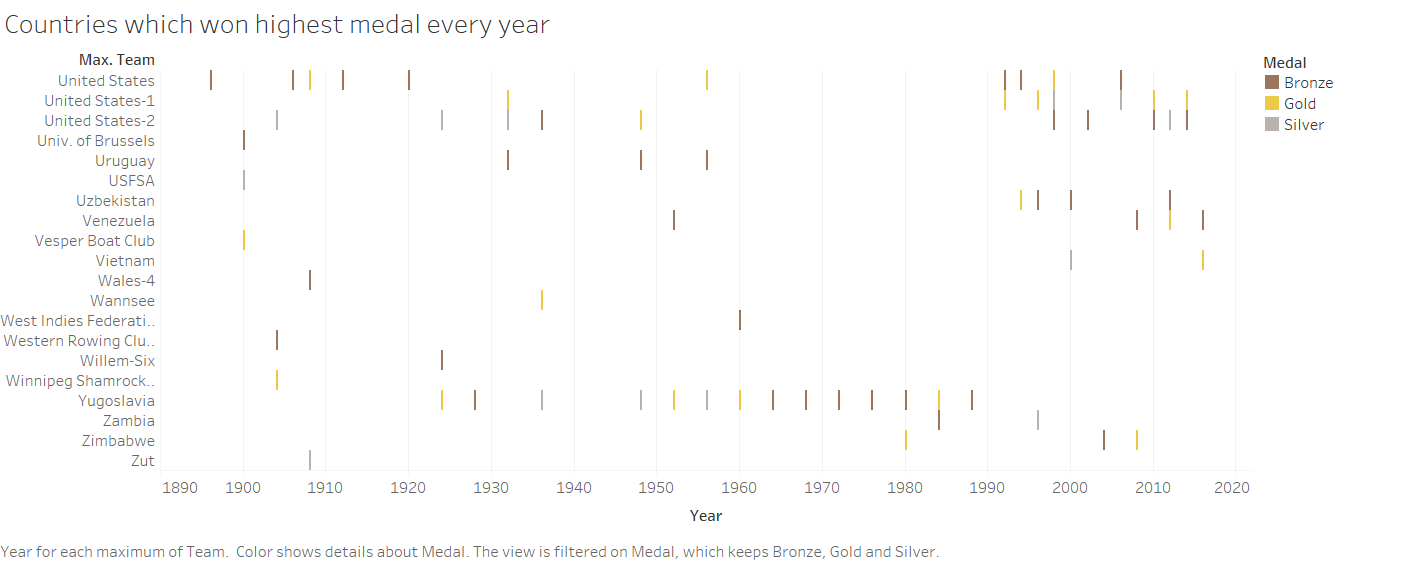 Countries which won highest medal every year
Max. Team
United States
United States-1
United States-2
Univ. of Brussels
Uruguay
USFSA
Uzbekistan
Venezuela
Vesper Boat Club
Vietnam
Wales-4
Wannsee
West Indies Federati..
Western Rowing Clu..
Willem-Six
Winnipeg Shamrock..
Yugoslavia
Zambia
Zimbabwe
Zut
1890 1900 1910 1920 1930 1940 1950 1960 1970 1980 1990 2000 2010 2020
Year
Medal
Bronze
Gold
Silver
Year for each maximum of Team.  Color shows details about Medal. The view is filtered on Medal, which keeps Bronze, Gold and Silver.